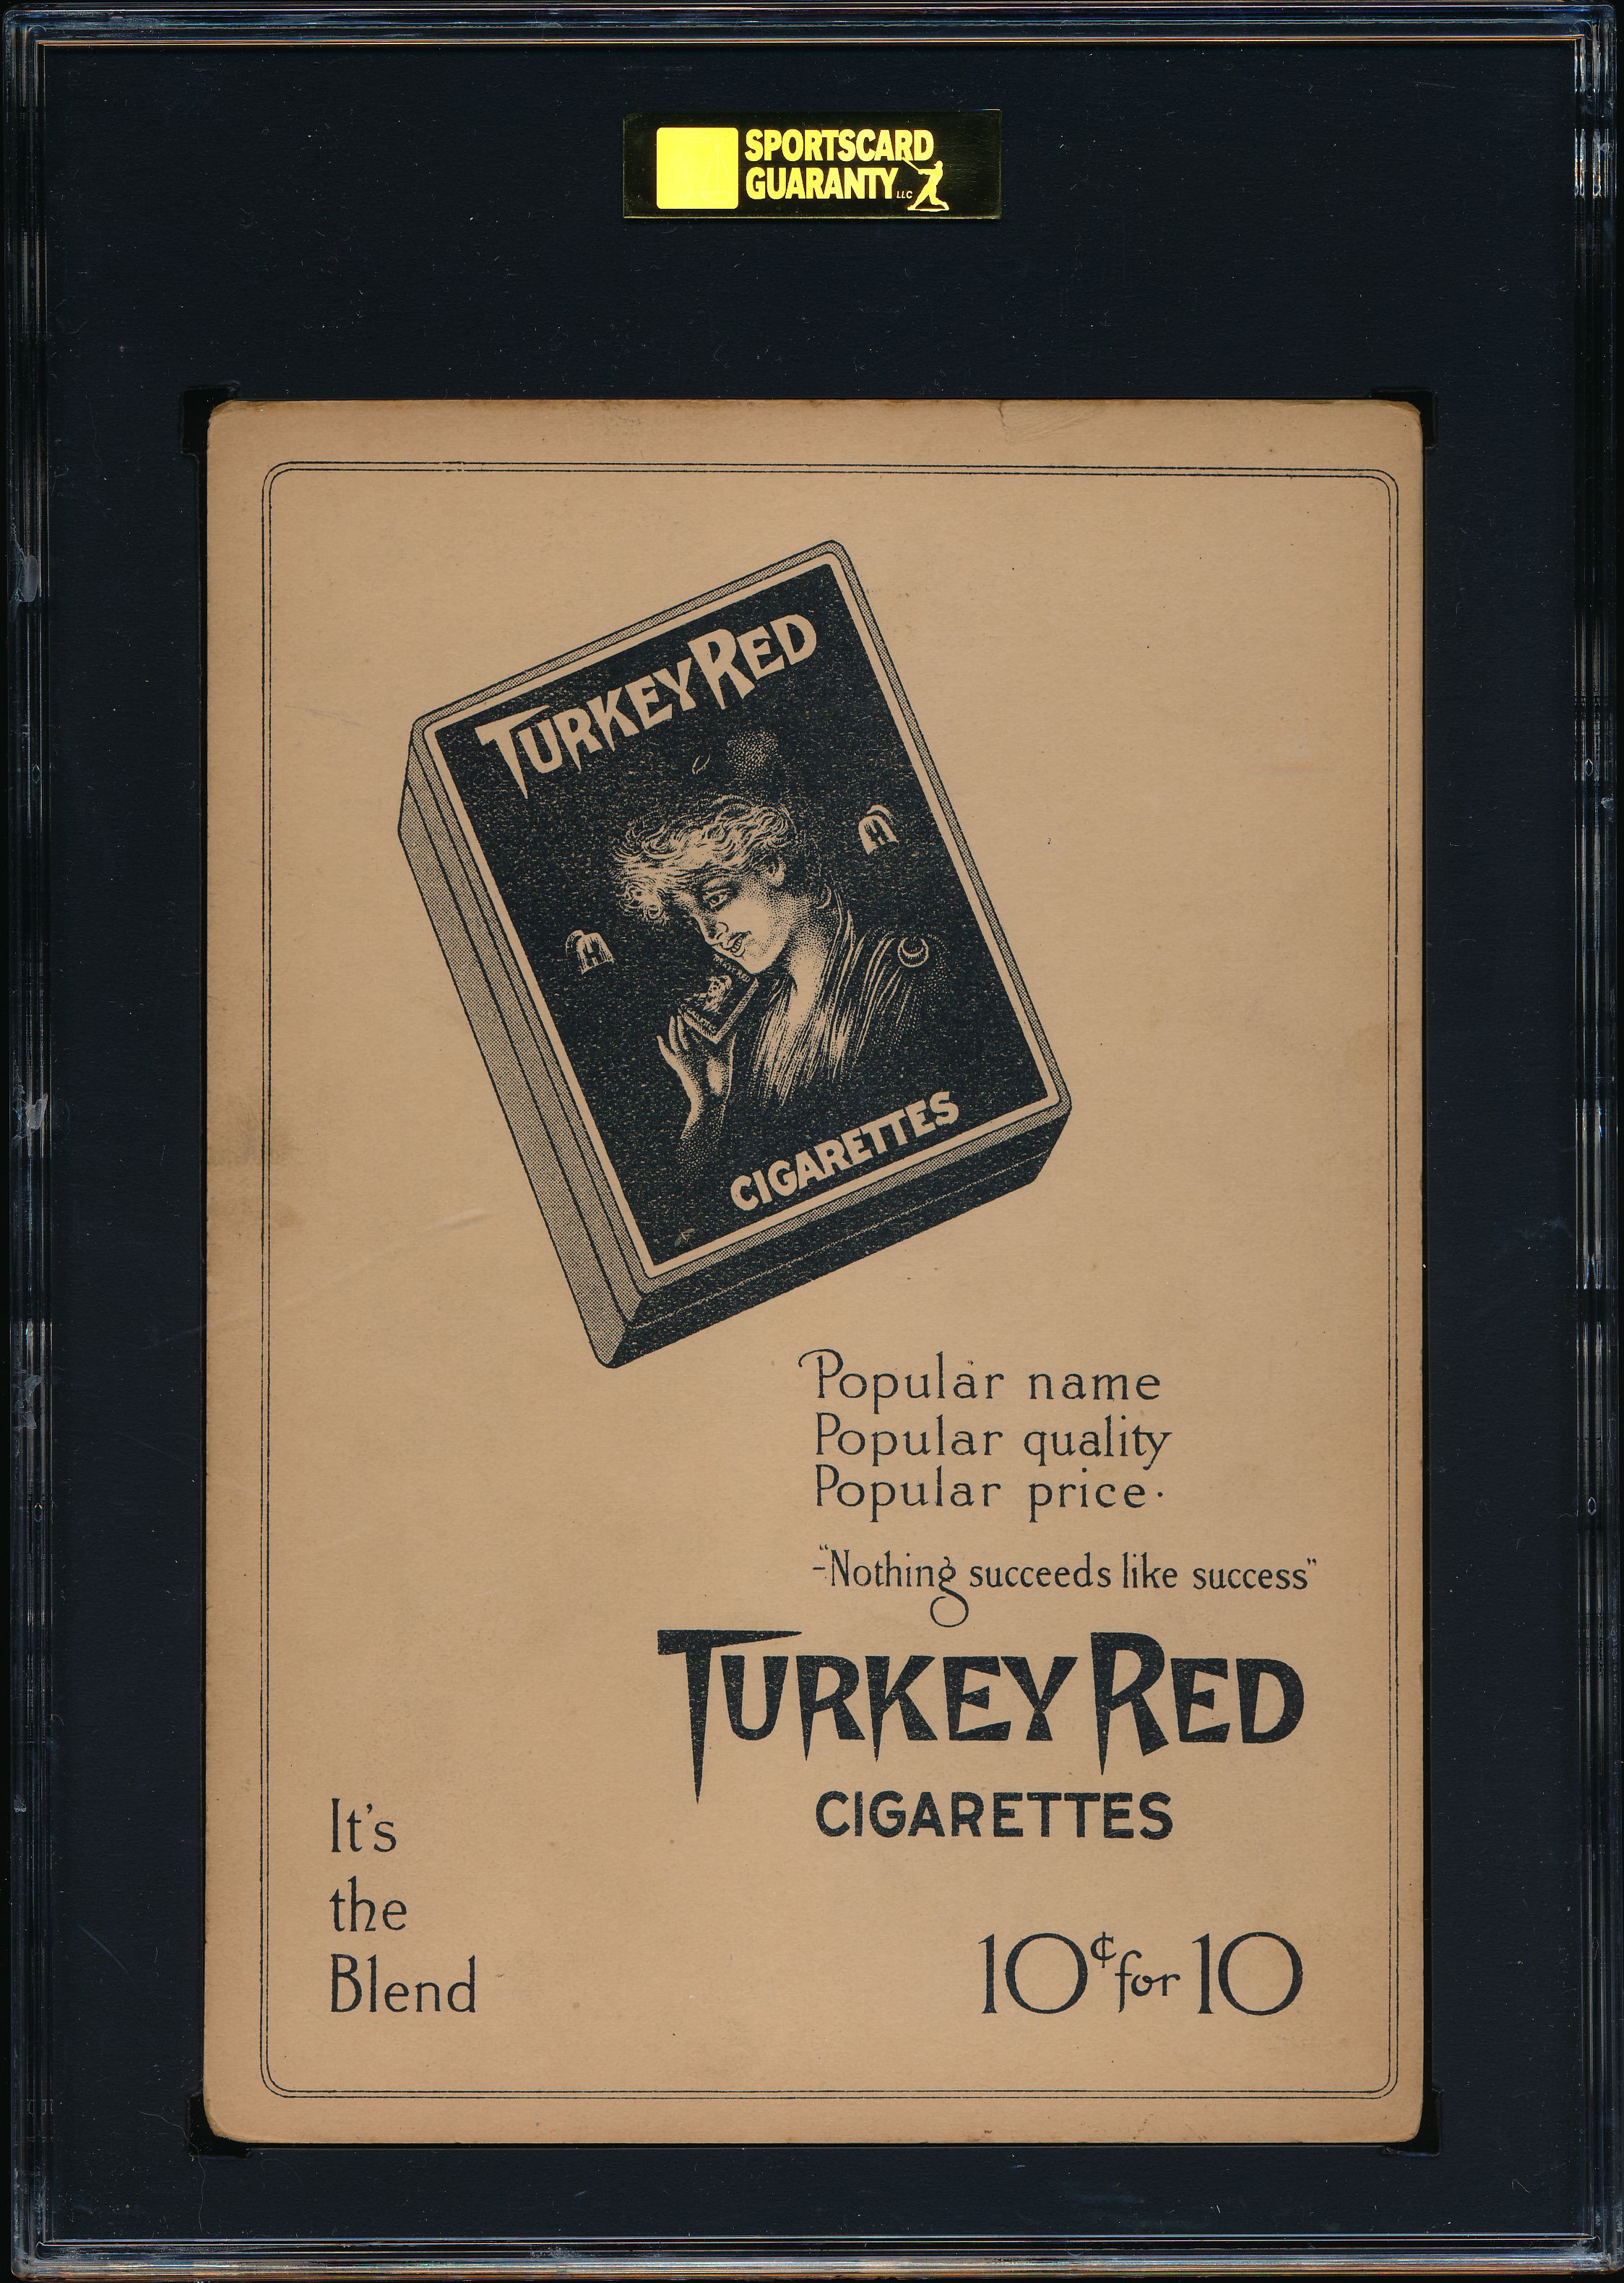 SPORTSCARD
GUARANTY LLC
TURKEY RED
CIGARETTES
Popular name
Popular quality
Popular price.
-"Nothing succeeds like success"
TURKEY RED
CIGARETTES
It's
the
Blend
10¢ for 10